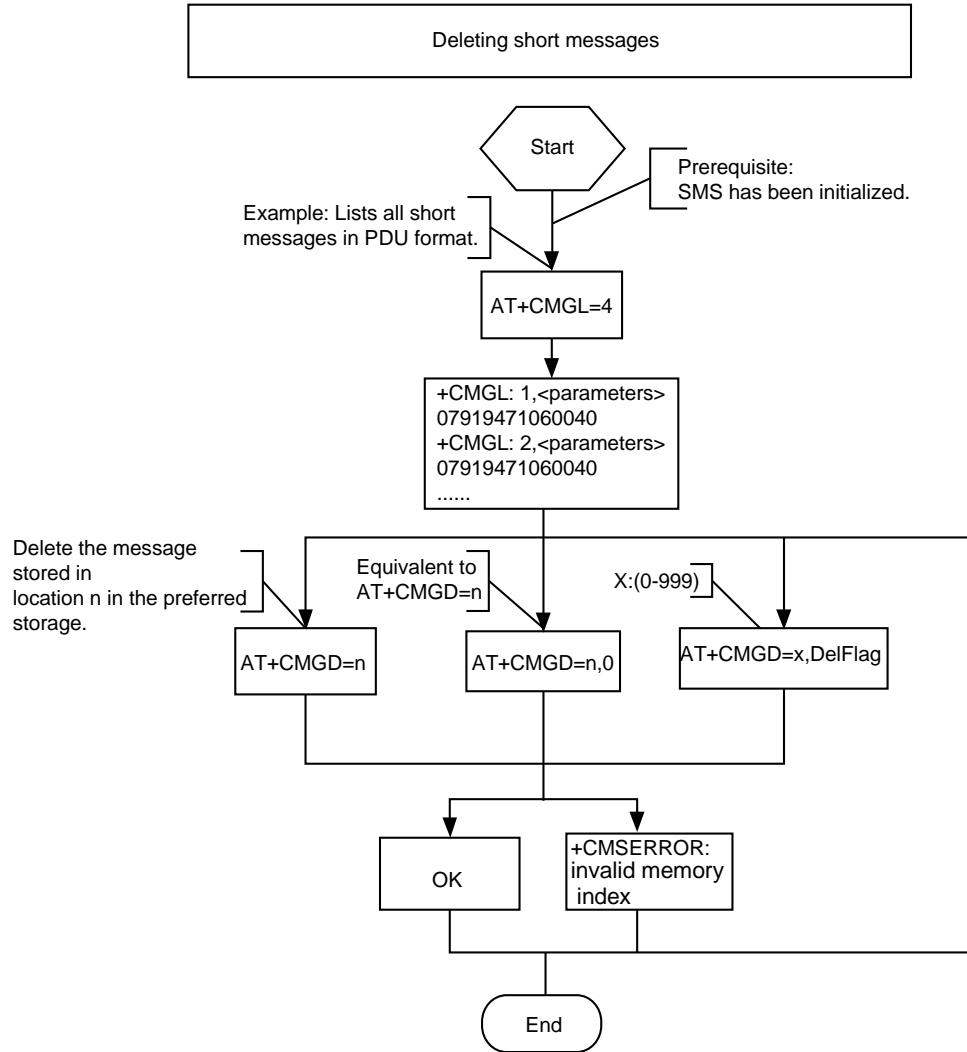 Deleting short messages
Start
Prerequisite:
SMS has been initialized.
Example: Lists all short
messages in PDU format.
AT+CMGL=4
+CMGL: 1,<parameters>
07919471060040
+CMGL: 2,<parameters>
07919471060040
......
Delete the message
stored in
location n in the preferred
storage.
Equivalent to
AT+CMGD=n
X:(0-999)
AT+CMGD=n
AT+CMGD=n,0
AT+CMGD=x,DelFlag
OK
+CMSERROR:
invalid memory
index
End